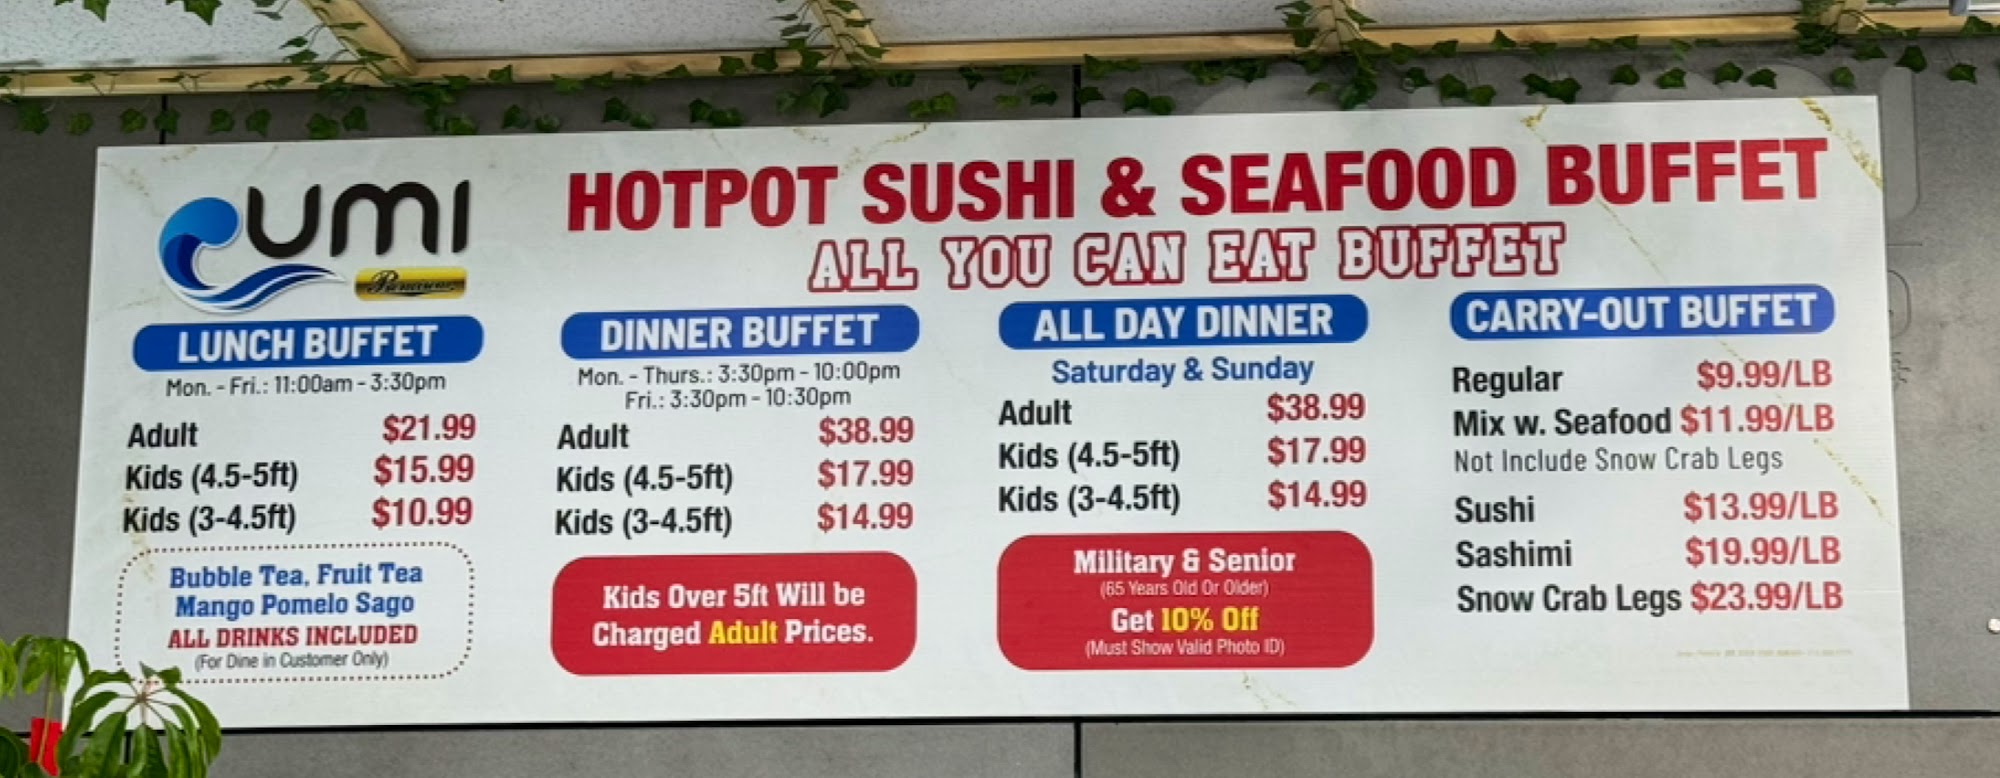 UMI
HOTPOT SUSHI & SEAFOOD BUFFET
ALL YOU CAN EAT BUFFET
LUNCH BUFFET
Mon. - Fri.: 11:00am - 3:30pm
Adult $21.99
Kids (4.5-5ft) $15.99
Kids (3-4.5ft) $10.99
Bubble Tea, Fruit Tea
Mango Pomelo Sago
ALL DRINKS INCLUDED
(For Dine in Customer Only)
DINNER BUFFET
Mon. - Thurs.: 3:30pm - 10:00pm
Fri.: 3:30pm - 10:30pm
Adult $38.99
Kids (4.5-5ft) $17.99
Kids (3-4.5ft) $14.99
Kids Over 5ft Will be
Charged Adult Prices.
ALL DAY DINNER
Saturday & Sunday
Adult $38.99
Kids (4.5-5ft) $17.99
Kids (3-4.5ft) $14.99
Military & Senior
(65 Years Old Or Older)
Get 10% Off
(Must Show Valid Photo ID)
CARRY-OUT BUFFET
Regular $9.99/LB
Mix w. Seafood $11.99/LB
Not Include Snow Crab Legs
Sushi $13.99/LB
Sashimi $19.99/LB
Snow Crab Legs $23.99/LB